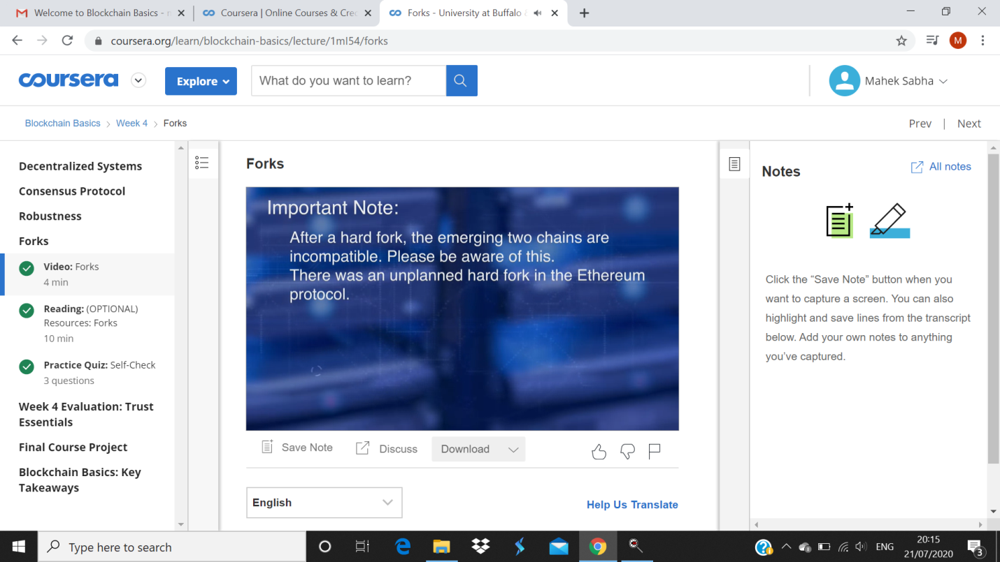 Welcome to Blockchain Basics -
Coursera | Online Courses & Cre
Forks - University at Buffalo
coursera.org/learn/blockchain-basics/lecture/1mI54/forks
M
coursera
Explore
What do you want to learn?
Mahek Sabha
Blockchain Basics > Week 4 > Forks
Prev | Next
Decentralized Systems
Consensus Protocol
Robustness
Forks
Video: Forks
4 min
Reading: (OPTIONAL)
Resources: Forks
10 min
Practice Quiz: Self-Check
3 questions
Week 4 Evaluation: Trust
Essentials
Final Course Project
Blockchain Basics: Key
Takeaways
Forks
Important Note:
After a hard fork, the emerging two chains are
incompatible. Please be aware of this.
There was an unplanned hard fork in the Ethereum
protocol.
Save Note
Discuss
Download
English
Help Us Translate
Notes
All notes
Click the “Save Note” button when you
want to capture a screen. You can also
highlight and save lines from the transcript
below. Add your own notes to anything
you’ve captured.
Type here to search
ENG
20:15
21/07/2020
3